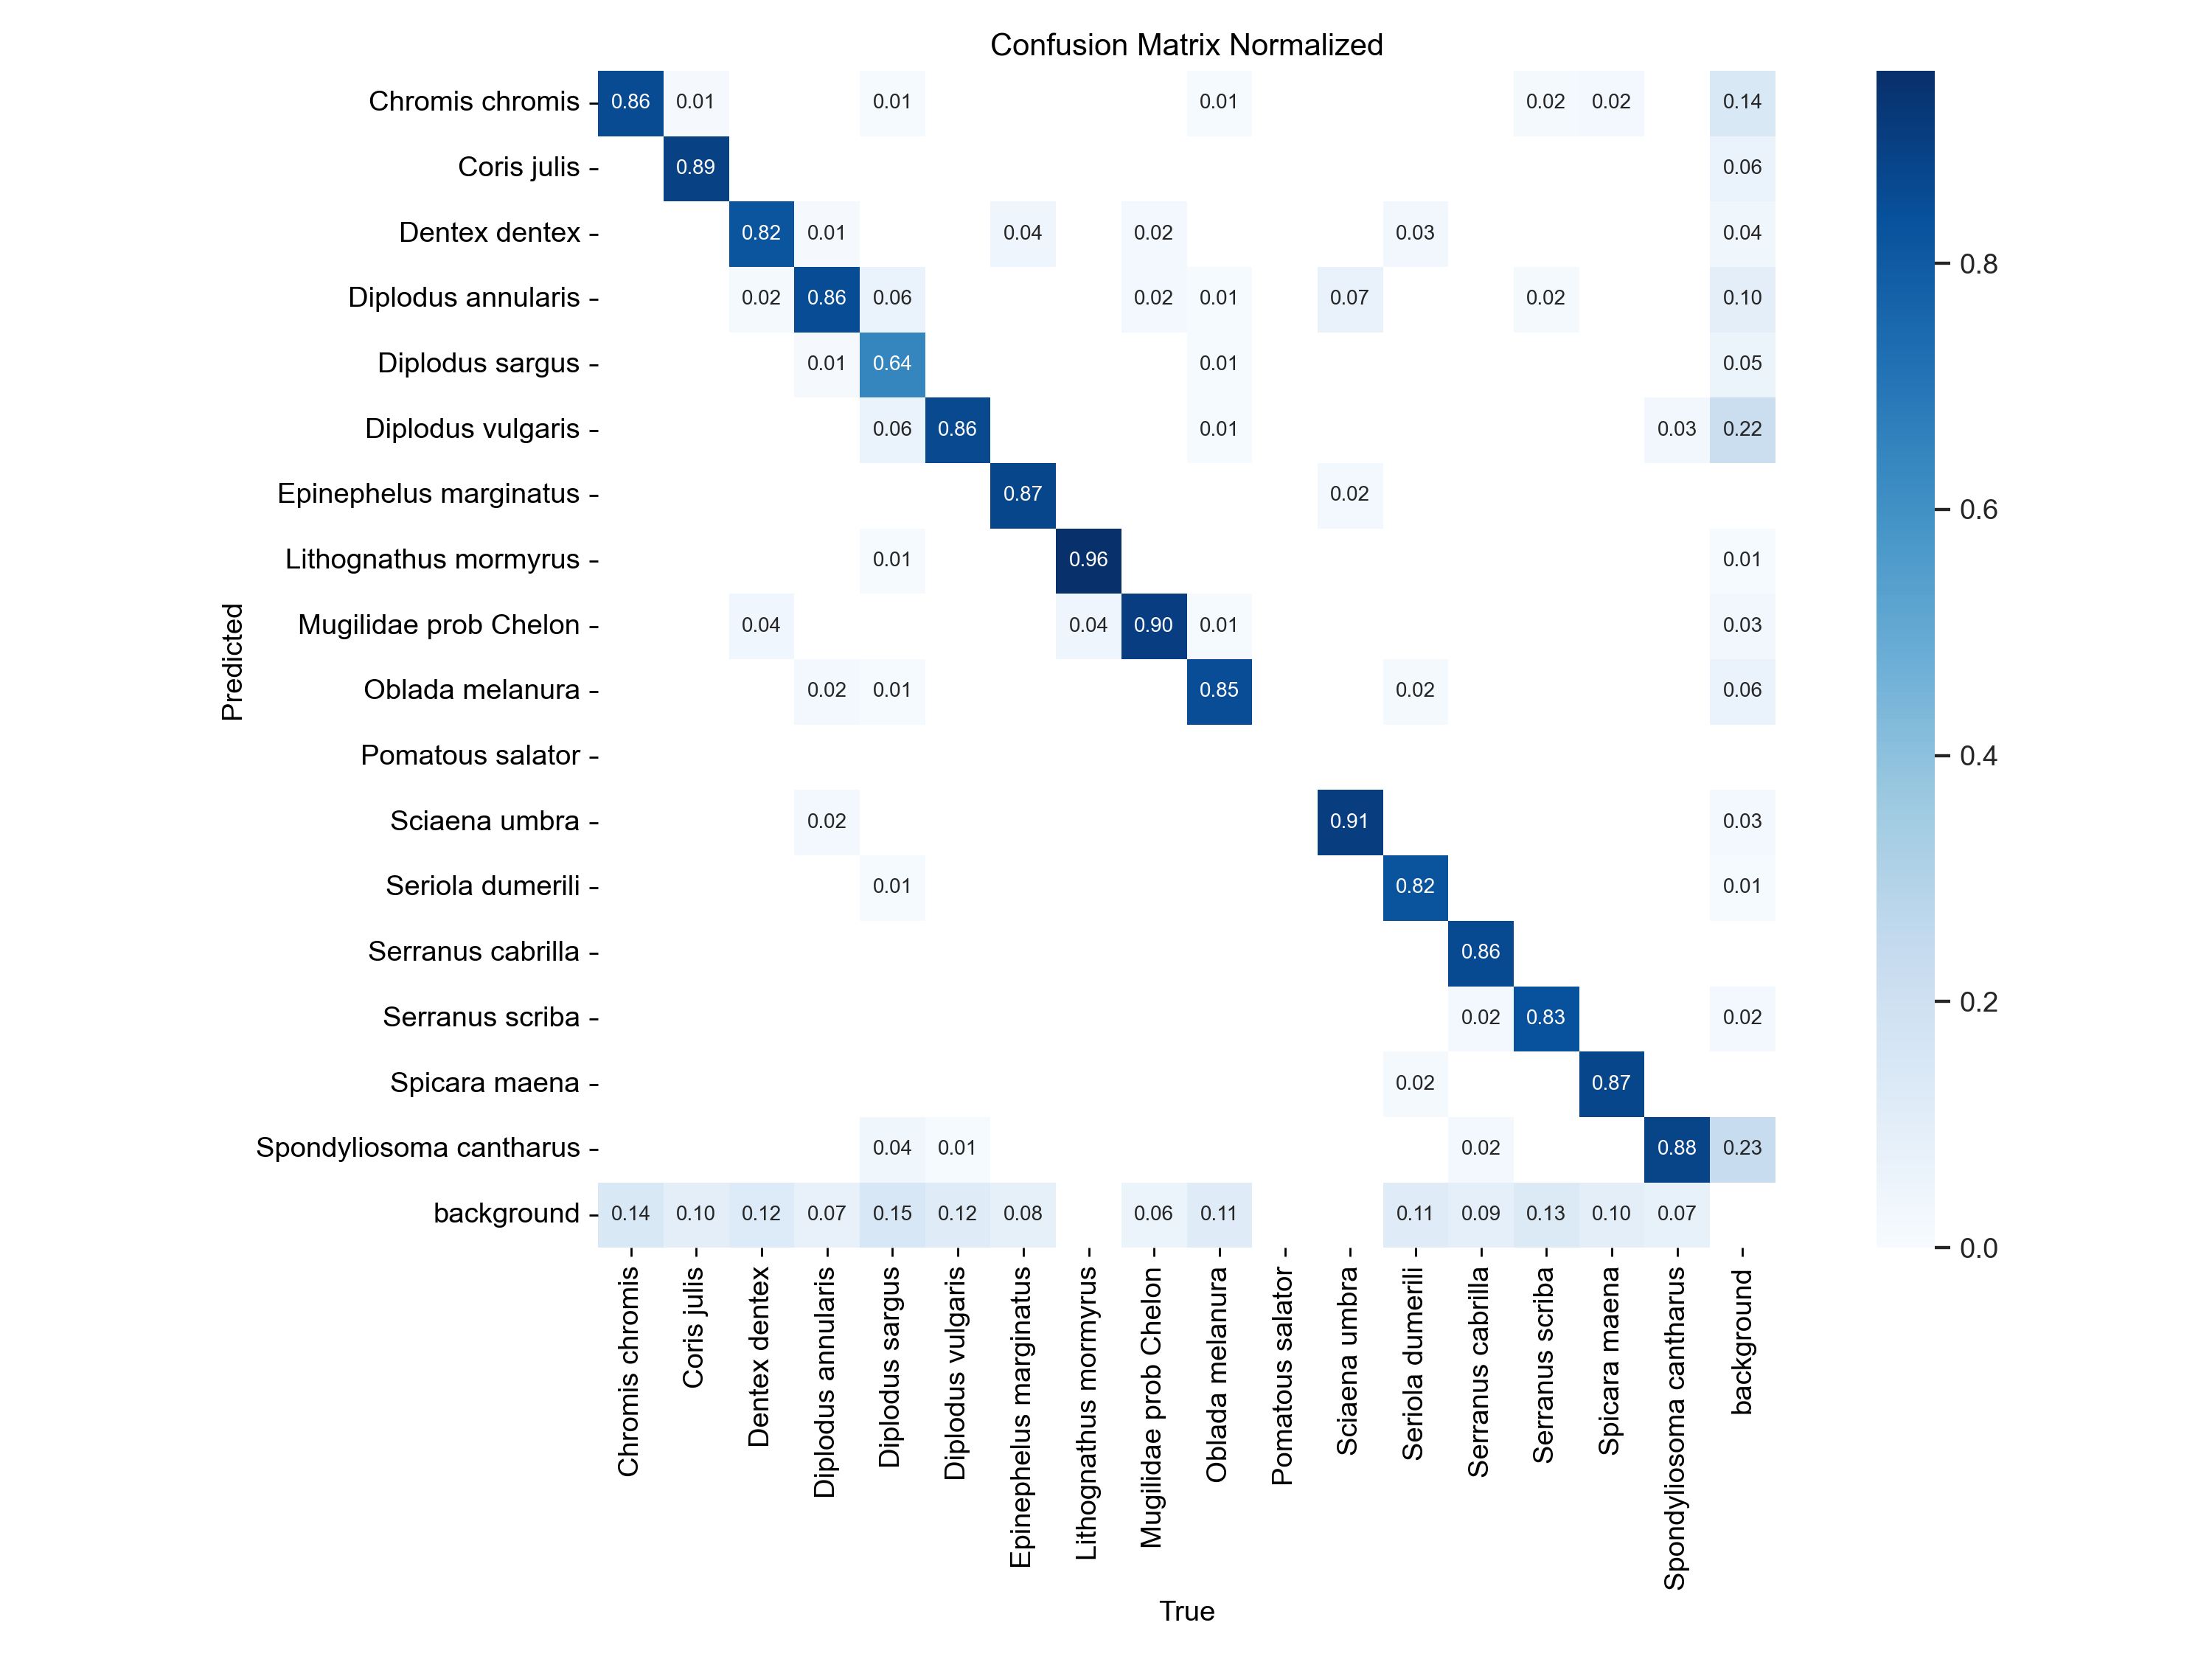 Confusion Matrix Normalized
Chromis chromis 0.86 0.01 0.01 0.01 0.02 0.02 0.14
Coris julis 0.89 0.06
Dentex dentex 0.82 0.01 0.04 0.02 0.03 0.04
Diplodus annularis 0.02 0.86 0.06 0.02 0.01 0.07 0.02 0.10
Diplodus sargus 0.01 0.64 0.01 0.05
Diplodus vulgaris 0.06 0.86 0.01 0.03 0.22
Epinephelus marginatus 0.87 0.02
Lithognathus mormyrus 0.01 0.96 0.01
Mugilidae prob Chelon 0.04 0.04 0.90 0.01 0.03
Oblada melanura 0.02 0.01 0.85 0.02 0.06
Pomatous salator
Sciaena umbra 0.02 0.91 0.03
Seriola dumerili 0.01 0.82 0.01
Serranus cabrilla 0.86
Serranus scriba 0.02 0.83 0.02
Spicara maena 0.02 0.87
Spondyliosoma cantharus 0.04 0.01 0.02 0.88 0.23
background 0.14 0.10 0.12 0.07 0.15 0.12 0.08 0.06 0.11 0.11 0.09 0.13 0.10 0.07
Predicted
Chromis chromis
Coris julis
Dentex dentex
Diplodus annularis
Diplodus sargus
Diplodus vulgaris
Epinephelus marginatus
Lithognathus mormyrus
Mugilidae prob Chelon
Oblada melanura
Pomatous salator
Sciaena umbra
Seriola dumerili
Serranus cabrilla
Serranus scriba
Spicara maena
Spondyliosoma cantharus
background
True
0.8
0.6
0.4
0.2
0.0